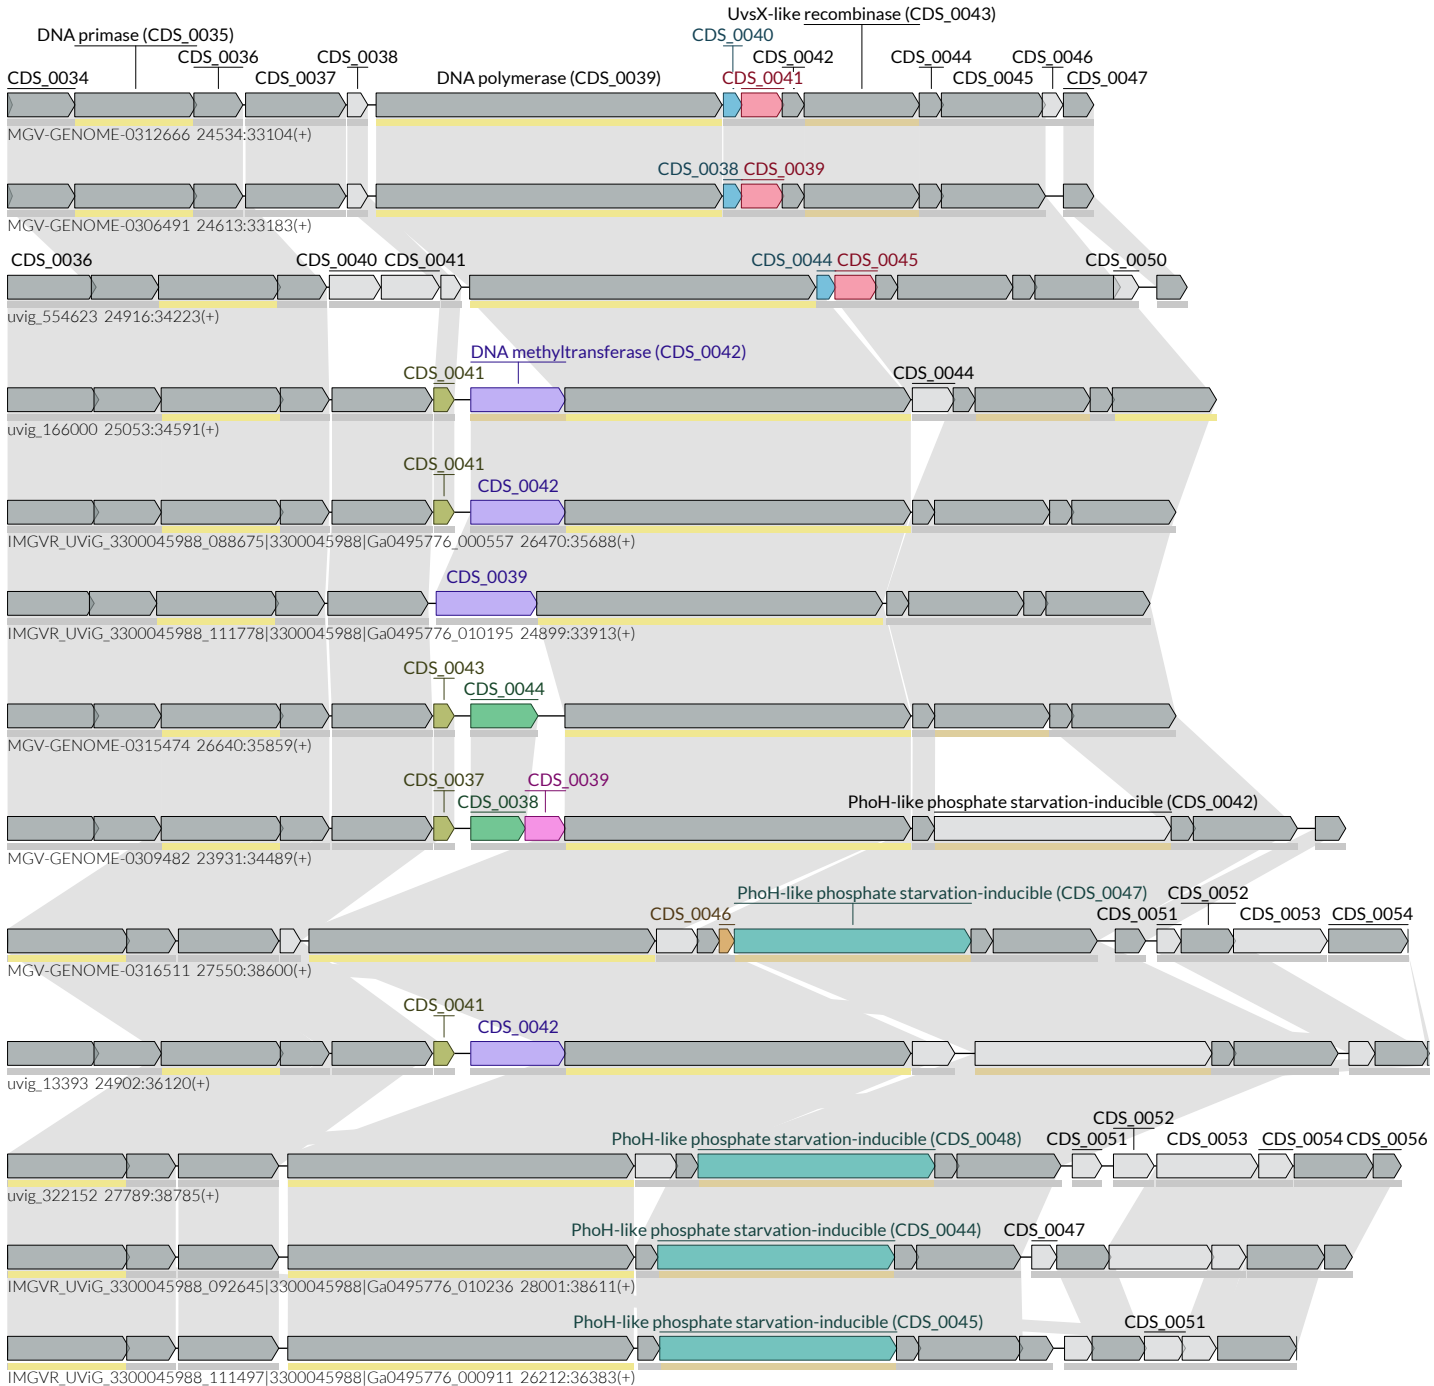 UvsX-like recombinase (CDS_0043)
DNA primase (CDS_0035) CDS_0040
CDS_0036 CDS_0038 CDS_0042 CDS_0044 CDS_0046
CDS_0034 CDS_0037 DNA polymerase (CDS_0039) CDS_0041 CDS_0045 CDS_0047
MGV-GENOME-0312666 24534:33104(+)
CDS_0038 CDS_0039
MGV-GENOME-0306491 24613:33183(+)
CDS_0036 CDS_0040 CDS_0041 CDS_0044 CDS_0045 CDS_0050
uvig_554623 24916:34223(+)
DNA methyltransferase (CDS_0042)
CDS_0041 CDS_0044
uvig_166000 25053:34591(+)
CDS_0041
CDS_0042
IMGVR_UViG_3300045988_088675|3300045988|Ga0495776_000557 26470:35688(+)
CDS_0039
IMGVR_UViG_3300045988_111778|3300045988|Ga0495776_010195 24899:33913(+)
CDS_0043
CDS_0044
MGV-GENOME-0315474 26640:35859(+)
CDS_0037 CDS_0039
CDS_0038 PhoH-like phosphate starvation-inducible (CDS_0042)
MGV-GENOME-0309482 23931:34489(+)
PhoH-like phosphate starvation-inducible (CDS_0047) CDS_0052
CDS_0046 CDS_0051 CDS_0053 CDS_0054
MGV-GENOME-0316511 27550:38600(+)
CDS_0041
CDS_0042
uvig_13393 24902:36120(+)
CDS_0052
PhoH-like phosphate starvation-inducible (CDS_0048) CDS_0051 CDS_0053 CDS_0054 CDS_0056
uvig_322152 27789:38785(+)
PhoH-like phosphate starvation-inducible (CDS_0044) CDS_0047
IMGVR_UViG_3300045988_092645|3300045988|Ga0495776_010236 28001:38611(+)
PhoH-like phosphate starvation-inducible (CDS_0045) CDS_0051
IMGVR_UViG_3300045988_111497|3300045988|Ga0495776_000911 26212:36383(+)